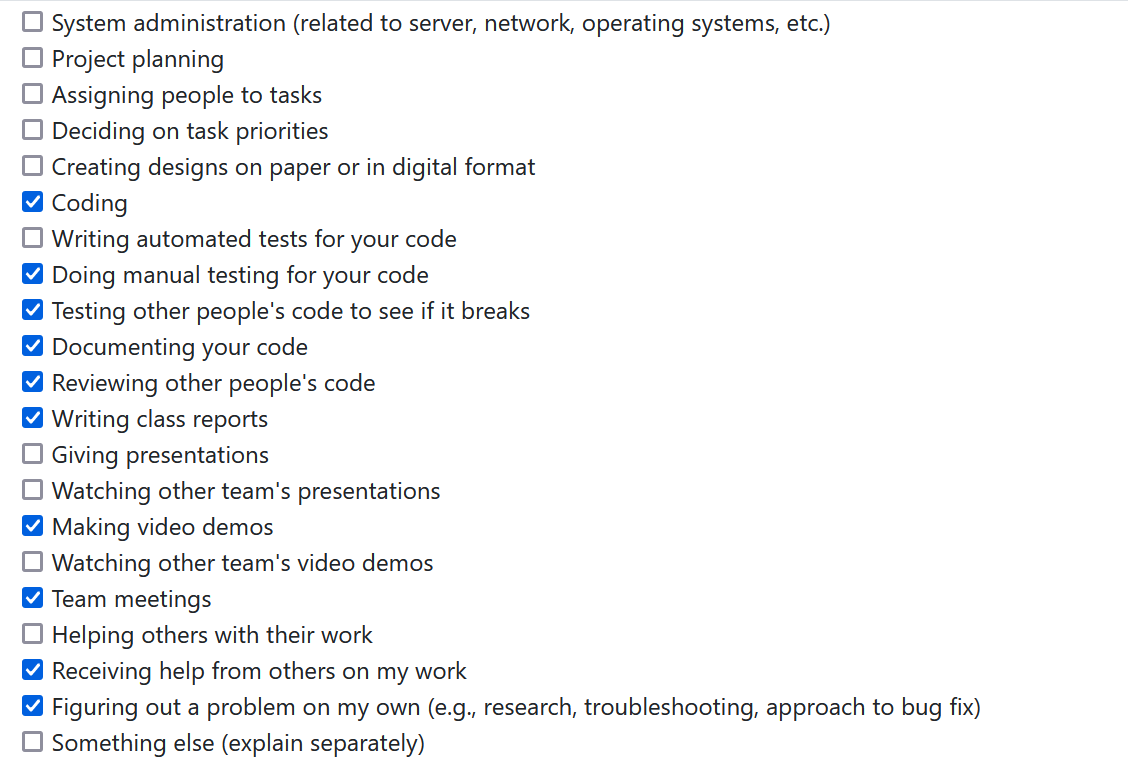 System administration (related to server, network, operating systems, etc.)
Project planning
Assigning people to tasks
Deciding on task priorities
Creating designs on paper or in digital format
Coding
Writing automated tests for your code
Doing manual testing for your code
Testing other people's code to see if it breaks
Documenting your code
Reviewing other people's code
Writing class reports
Giving presentations
Watching other team's presentations
Making video demos
Watching other team's video demos
Team meetings
Helping others with their work
Receiving help from others on my work
Figuring out a problem on my own (e.g., research, troubleshooting, approach to bug fix)
Something else (explain separately)